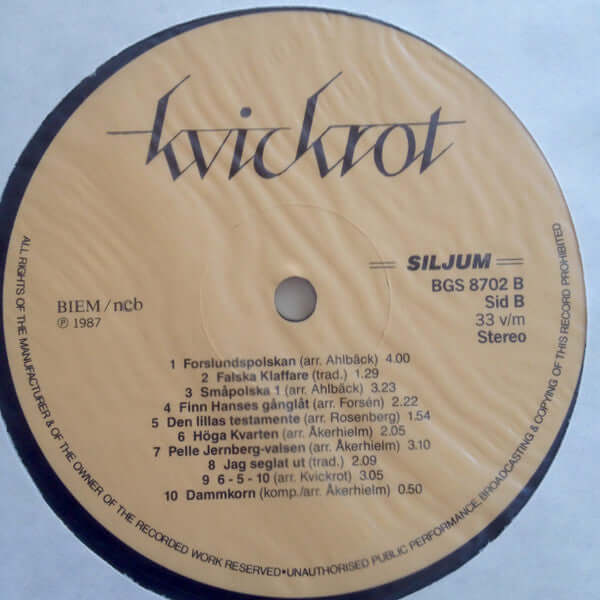 kvickrot
SILJUM
BGS 8702 B
Sid B
33 v/m
Stereo
BIEM/ncb
℗ 1987
1 Forslundspolskan (arr. Ahlbäck) 4.00
2 Falska Klaffare (trad.) 1.29
3 Småpolska 1 (arr. Ahlbäck) 3.23
4 Finn Hanses gånglåt (arr. Forsén) 2.22
5 Den lillas testamente (arr. Rosenberg) 1.54
6 Höga Kvarten (arr. Åkerhielm) 2.05
7 Pelle Jernberg-valsen (arr. Åkerhielm) 3.10
8 Jag seglat ut (trad.) 2.09
9 6 - 5 - 10 (arr. Kvickrot) 3.05
10 Dammkorn (komp./arr. Åkerhielm) 0.50
ALL RIGHTS OF THE MANUFACTURER & OF THE OWNER OF THE RECORDED WORK RESERVED•UNAUTHORISED PUBLIC PERFORMANCE, BROADCASTING & COPYING OF THIS RECORD PROHIBITED